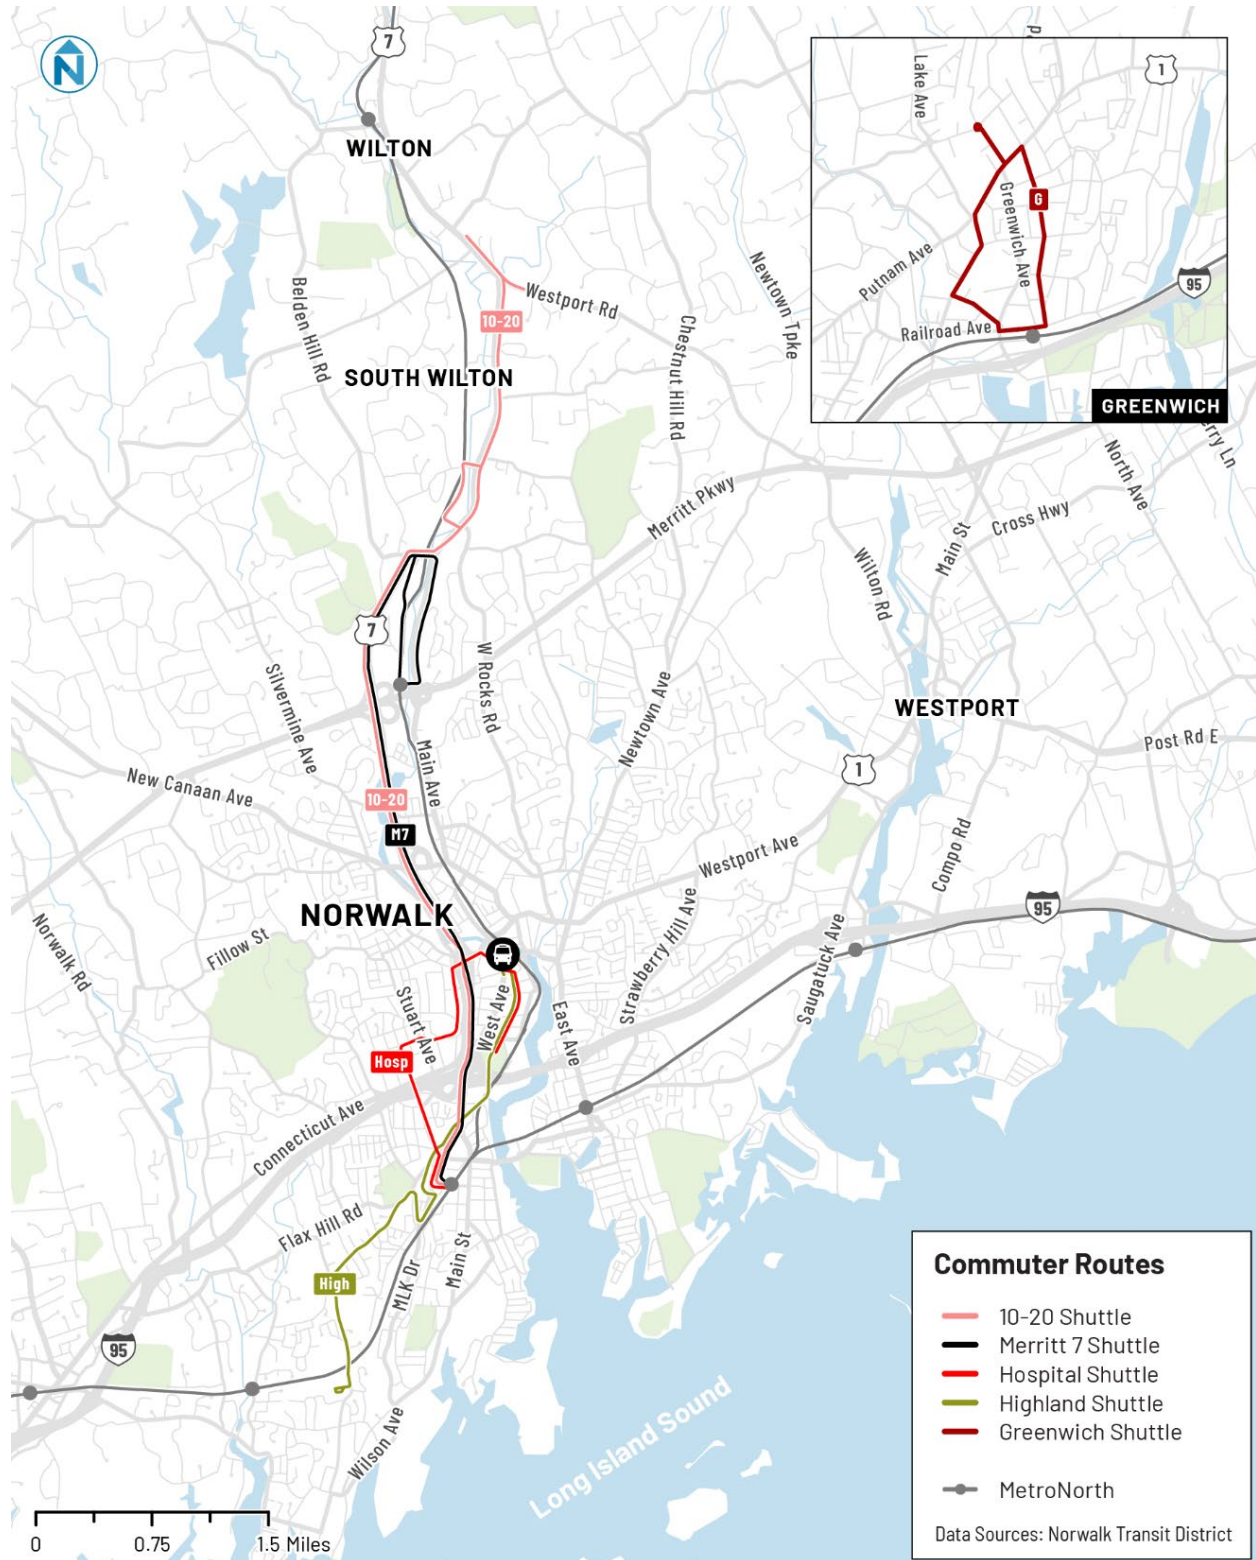 N
7
WILTON
Westport Rd
10-20
Belden Hill Rd
SOUTH WILTON
Chestnut Hill Rd
Newtown Tpke
Lake Ave
1
G
Greenwich Ave
Putnam Ave
Railroad Ave
95
GREENWICH
North Ave
Merritt Pkwy
Cross Hwy
Main St
Wilton Rd
7
W Rocks Rd
Silvermine Ave
Newtown Ave
WESTPORT
Post Rd E
Main Ave
New Canaan Ave
1
10-20
M7
Westport Ave
Compo Rd
NORWALK
95
Norwalk Rd
Fillow St
Strawberry Hill Ave
Saugatuck Ave
Stuart Ave
West Ave
East Ave
Hosp
Connecticut Ave
Flax Hill Rd
Main St
MLK Dr
High
95
Wilson Ave
Long Island Sound
Commuter Routes
10-20 Shuttle
Merritt 7 Shuttle
Hospital Shuttle
Highland Shuttle
Greenwich Shuttle
MetroNorth
Data Sources: Norwalk Transit District
0 0.75 1.5 Miles